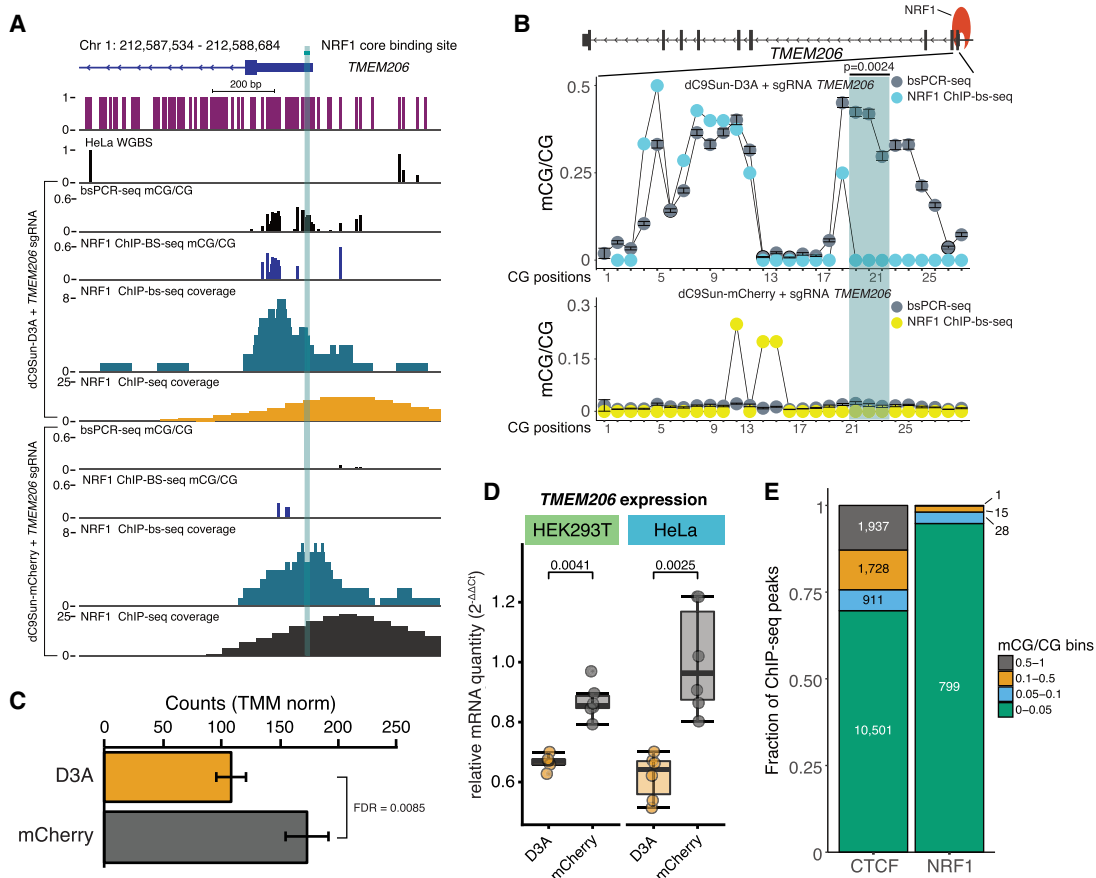 A
Chr 1: 212,587,534 - 212,588,684
NRF1 core binding site
TMEM206
200 bp
1
0
HeLa WGBS
1
0
bsPCR-seq mCG/CG
0.6
0
NRF1 ChIP-BS-seq mCG/CG
0.6
0
NRF1 ChIP-bs-seq coverage
8
0
NRF1 ChIP-seq coverage
25
0
dC9Sun-D3A + TMEM206 sgRNA
bsPCR-seq mCG/CG
0.6
0
NRF1 ChIP-BS-seq mCG/CG
0.6
0
NRF1 ChIP-bs-seq coverage
8
0
NRF1 ChIP-seq coverage
25
0
dC9Sun-mCherry + TMEM206 sgRNA
B
NRF1
TMEM206
p=0.0024
dC9Sun-D3A + sgRNA TMEM206
bsPCR-seq
NRF1 ChIP-bs-seq
mCG/CG
0.5
0.25
0
CG positions
1 5 9 13 17 21 25
dC9Sun-mCherry + sgRNA TMEM206
bsPCR-seq
NRF1 ChIP-bs-seq
mCG/CG
0.3
0.15
0
CG positions
1 5 9 13 17 21 25
C
Counts (TMM norm)
0 50 100 150 200 250
D3A
mCherry
FDR = 0.0085
D
TMEM206 expression
HEK293T HeLa
0.0041 0.0025
relative mRNA quantity (2-ΔΔCt)
1.2
1.0
0.8
0.6
D3A mCherry D3A mCherry
E
Fraction of ChIP-seq peaks
1
0.75
0.50
0.25
0
1,937
1,728
911
10,501
1
15
28
799
CTCF NRF1
mCG/CG bins
0.5-1
0.1-0.5
0.05-0.1
0-0.05